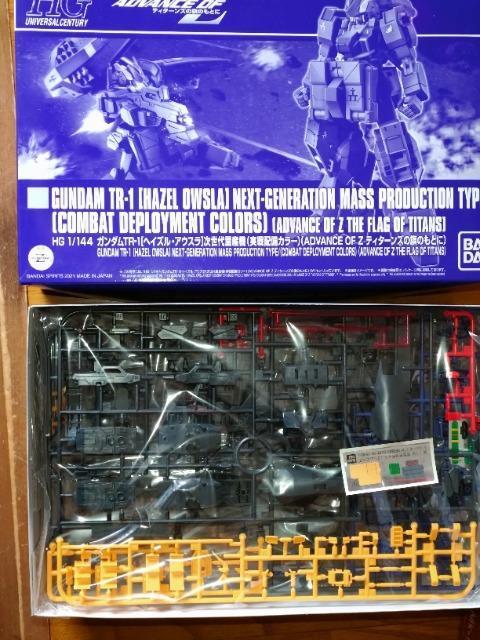 HG
UNIVERSAL CENTURY
ADVANCE OF Z
ティターンズの旗のもとに
GUNDAM TR-1 [HAZEL OWSLA] NEXT-GENERATION MASS PRODUCTION TYP
(COMBAT DEPLOYMENT COLORS) (ADVANCE OF Z THE FLAG OF TITANS)
HG 1/144 ガンダムTR-1[ヘイズル・アウスラ]次世代量産機(実戦配備カラー)(ADVANCE OF Z ティターンズの旗のもとに)
GUNDAM TR-1 [HAZEL OWSLA] NEXT-GENERATION MASS PRODUCTION TYPE (COMBAT DEPLOYMENT COLORS) (ADVANCE OF Z THE FLAG OF TITANS)
BAN
DA
BANDAI SPIRITS 2021 MADE IN JAPAN